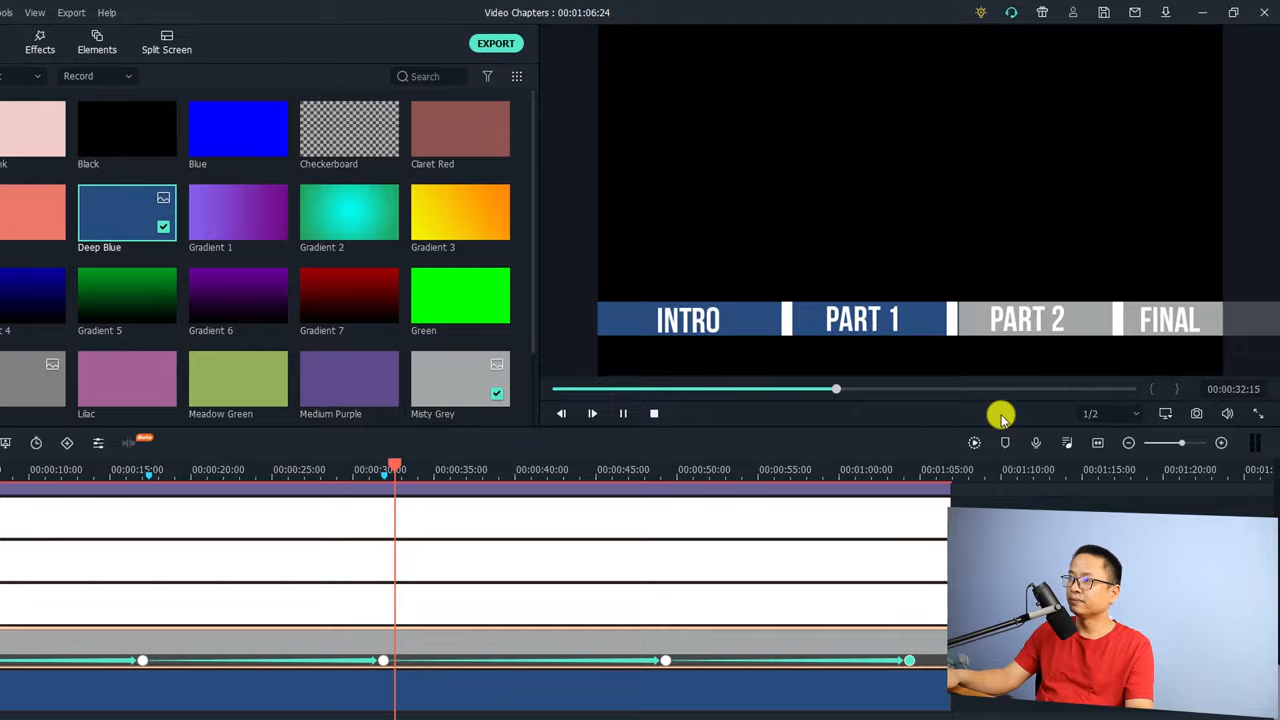 ols View Export Help
Video Chapters : 00:01:06:24
Effects Elements Split Screen
EXPORT
Record
Search
nk Black Blue Checkerboard Claret Red
Deep Blue Gradient 1 Gradient 2 Gradient 3
4 Gradient 5 Gradient 6 Gradient 7 Green
Lilac Meadow Green Medium Purple Misty Grey
INTRO PART 1 PART 2 FINAL
00:00:32:15
1/2
Beta
00:00:10:00 00:00:15:00 00:00:20:00 00:00:25:00 00:00:35:00 00:00:40:00 00:00:45:00 00:00:50:00 00:00:55:00 00:01:00:00 00:01:05:00 00:01:10:00 00:01:15:00 00:01:20:00